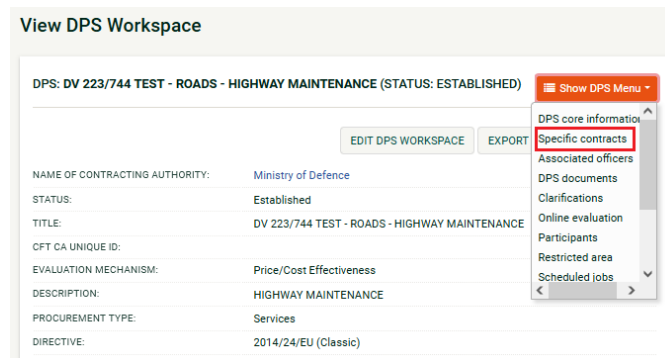 View DPS Workspace
DPS: DV 223/744 TEST - ROADS - HIGHWAY MAINTENANCE (STATUS: ESTABLISHED)
Show DPS Menu
DPS core information
Specific contracts
Associated officers
DPS documents
Clarifications
Online evaluation
Participants
Restricted area
Scheduled jobs
EDIT DPS WORKSPACE EXPORT
NAME OF CONTRACTING AUTHORITY: Ministry of Defence
STATUS: Established
TITLE: DV 223/744 TEST - ROADS - HIGHWAY MAINTENANCE
CFT CA UNIQUE ID:
EVALUATION MECHANISM: Price/Cost Effectiveness
DESCRIPTION: HIGHWAY MAINTENANCE
PROCUREMENT TYPE: Services
DIRECTIVE: 2014/24/EU (Classic)